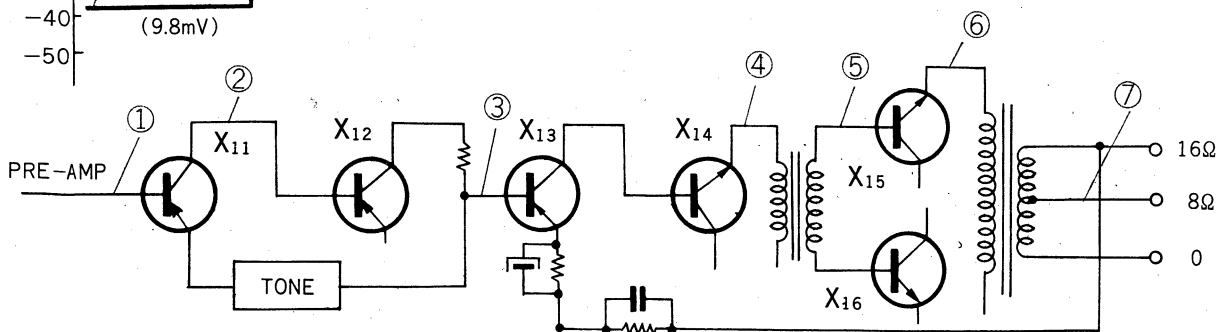 -40
(9.8mV)
-50
⑥
④
⑤
②
⑦
①
③
X11
X12
X13
X14
16Ω
PRE-AMP
X15
8Ω
0
TONE
X16